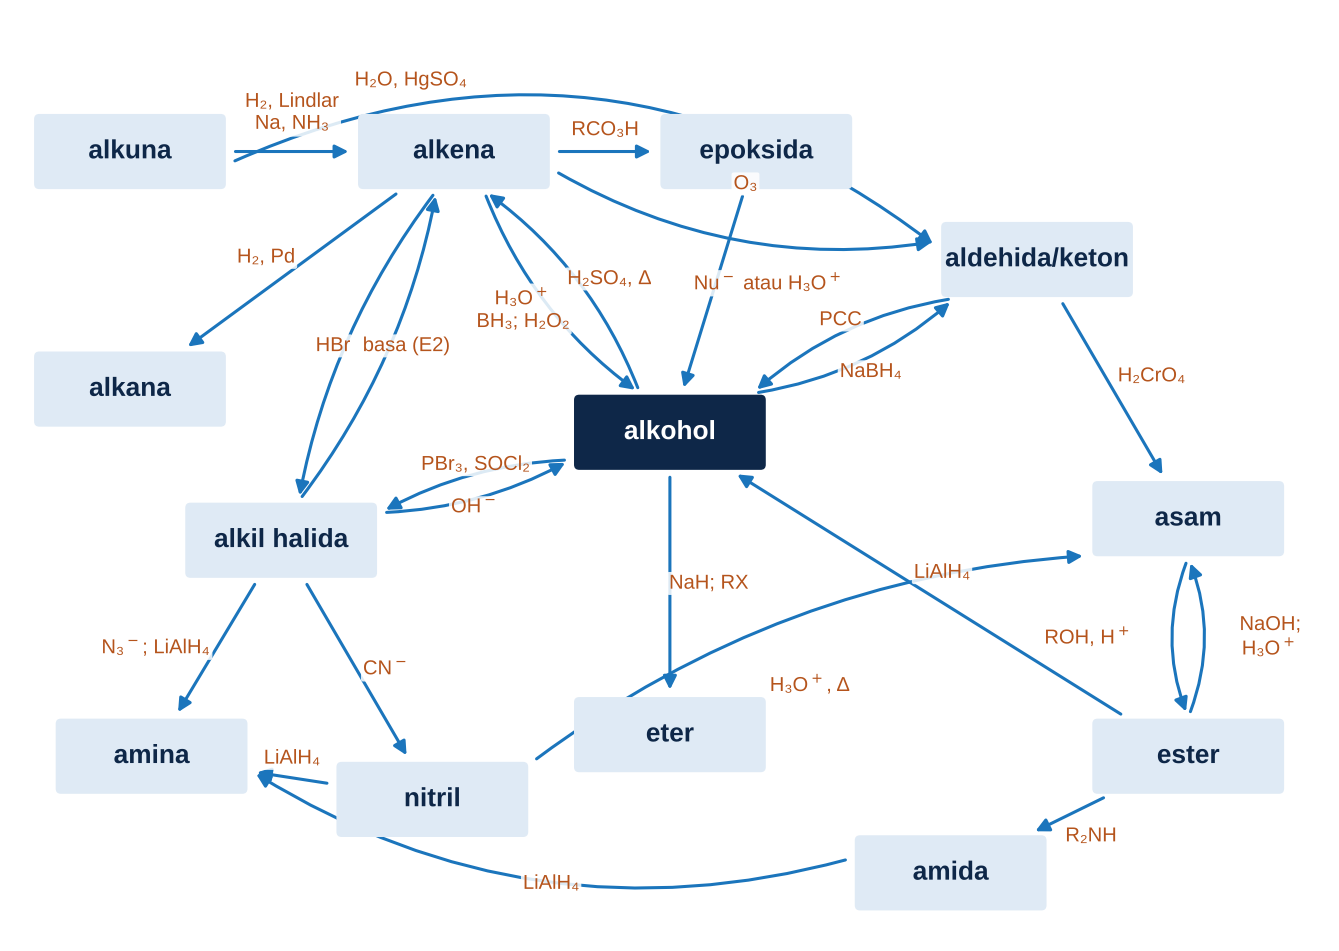 H₂O, HgSO₄
H₂, Lindlar
Na, NH₃
alkuna
alkena
RCO₃H
epoksida
O₃
H₂, Pd
H₂SO₄, Δ
H₃O⁺
BH₃; H₂O₂
Nu⁻ atau H₃O⁺
aldehida/keton
PCC
NaBH₄
H₂CrO₄
HBr
basa (E2)
alkana
alkohol
PBr₃, SOCl₂
OH⁻
alkil halida
asam
NaH; RX
LiAlH₄
ROH, H⁺
NaOH;
H₃O⁺
N₃⁻; LiAlH₄
CN⁻
H₃O⁺, Δ
eter
amina
LiAlH₄
nitril
ester
R₂NH
amida
LiAlH₄